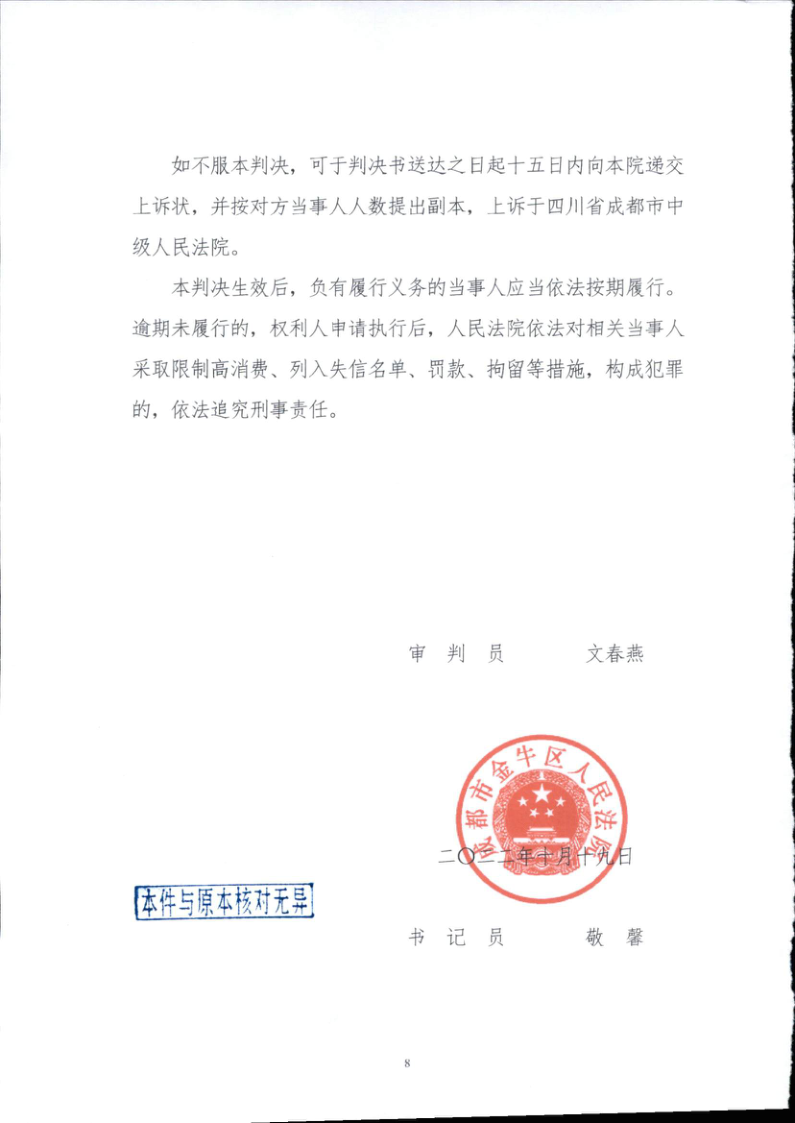 如不服本判决，可于判决书送达之日起十五日内向本院递交
上诉状，并按对方当事人人数提出副本，上诉于四川省成都市中
级人民法院。
本判决生效后，负有履行义务的当事人应当依法按期履行。
逾期未履行的，权利人申请执行后，人民法院依法对相关当事人
采取限制高消费、列入失信名单、罚款、拘留等措施，构成犯罪
的，依法追究刑事责任。
审 判 员 文春燕
成都市金牛区人民法院
二〇二二年十月十九日
本件与原本核对无异
书 记 员 敬 馨
8